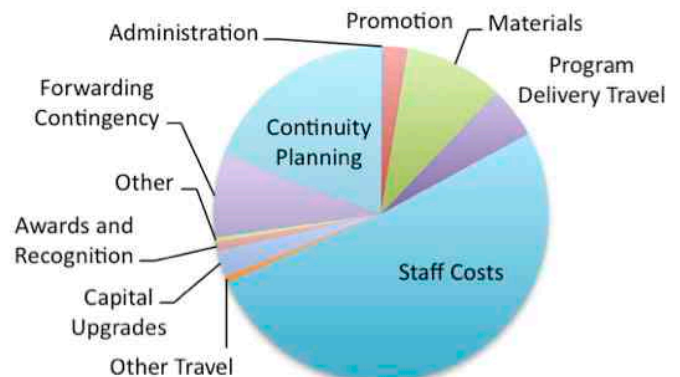 Promotion
Administration
Materials
Program
Delivery Travel
Forwarding
Contingency
Continuity
Planning
Other
Awards and
Recognition
Staff Costs
Capital
Upgrades
Other Travel